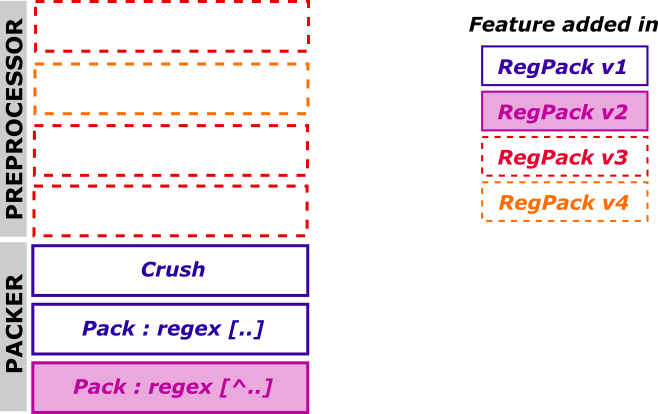 PREPROCESSOR
PACKER
Crush
Pack : regex [..]
Pack : regex [^..]
Feature added in
RegPack v1
RegPack v2
RegPack v3
RegPack v4